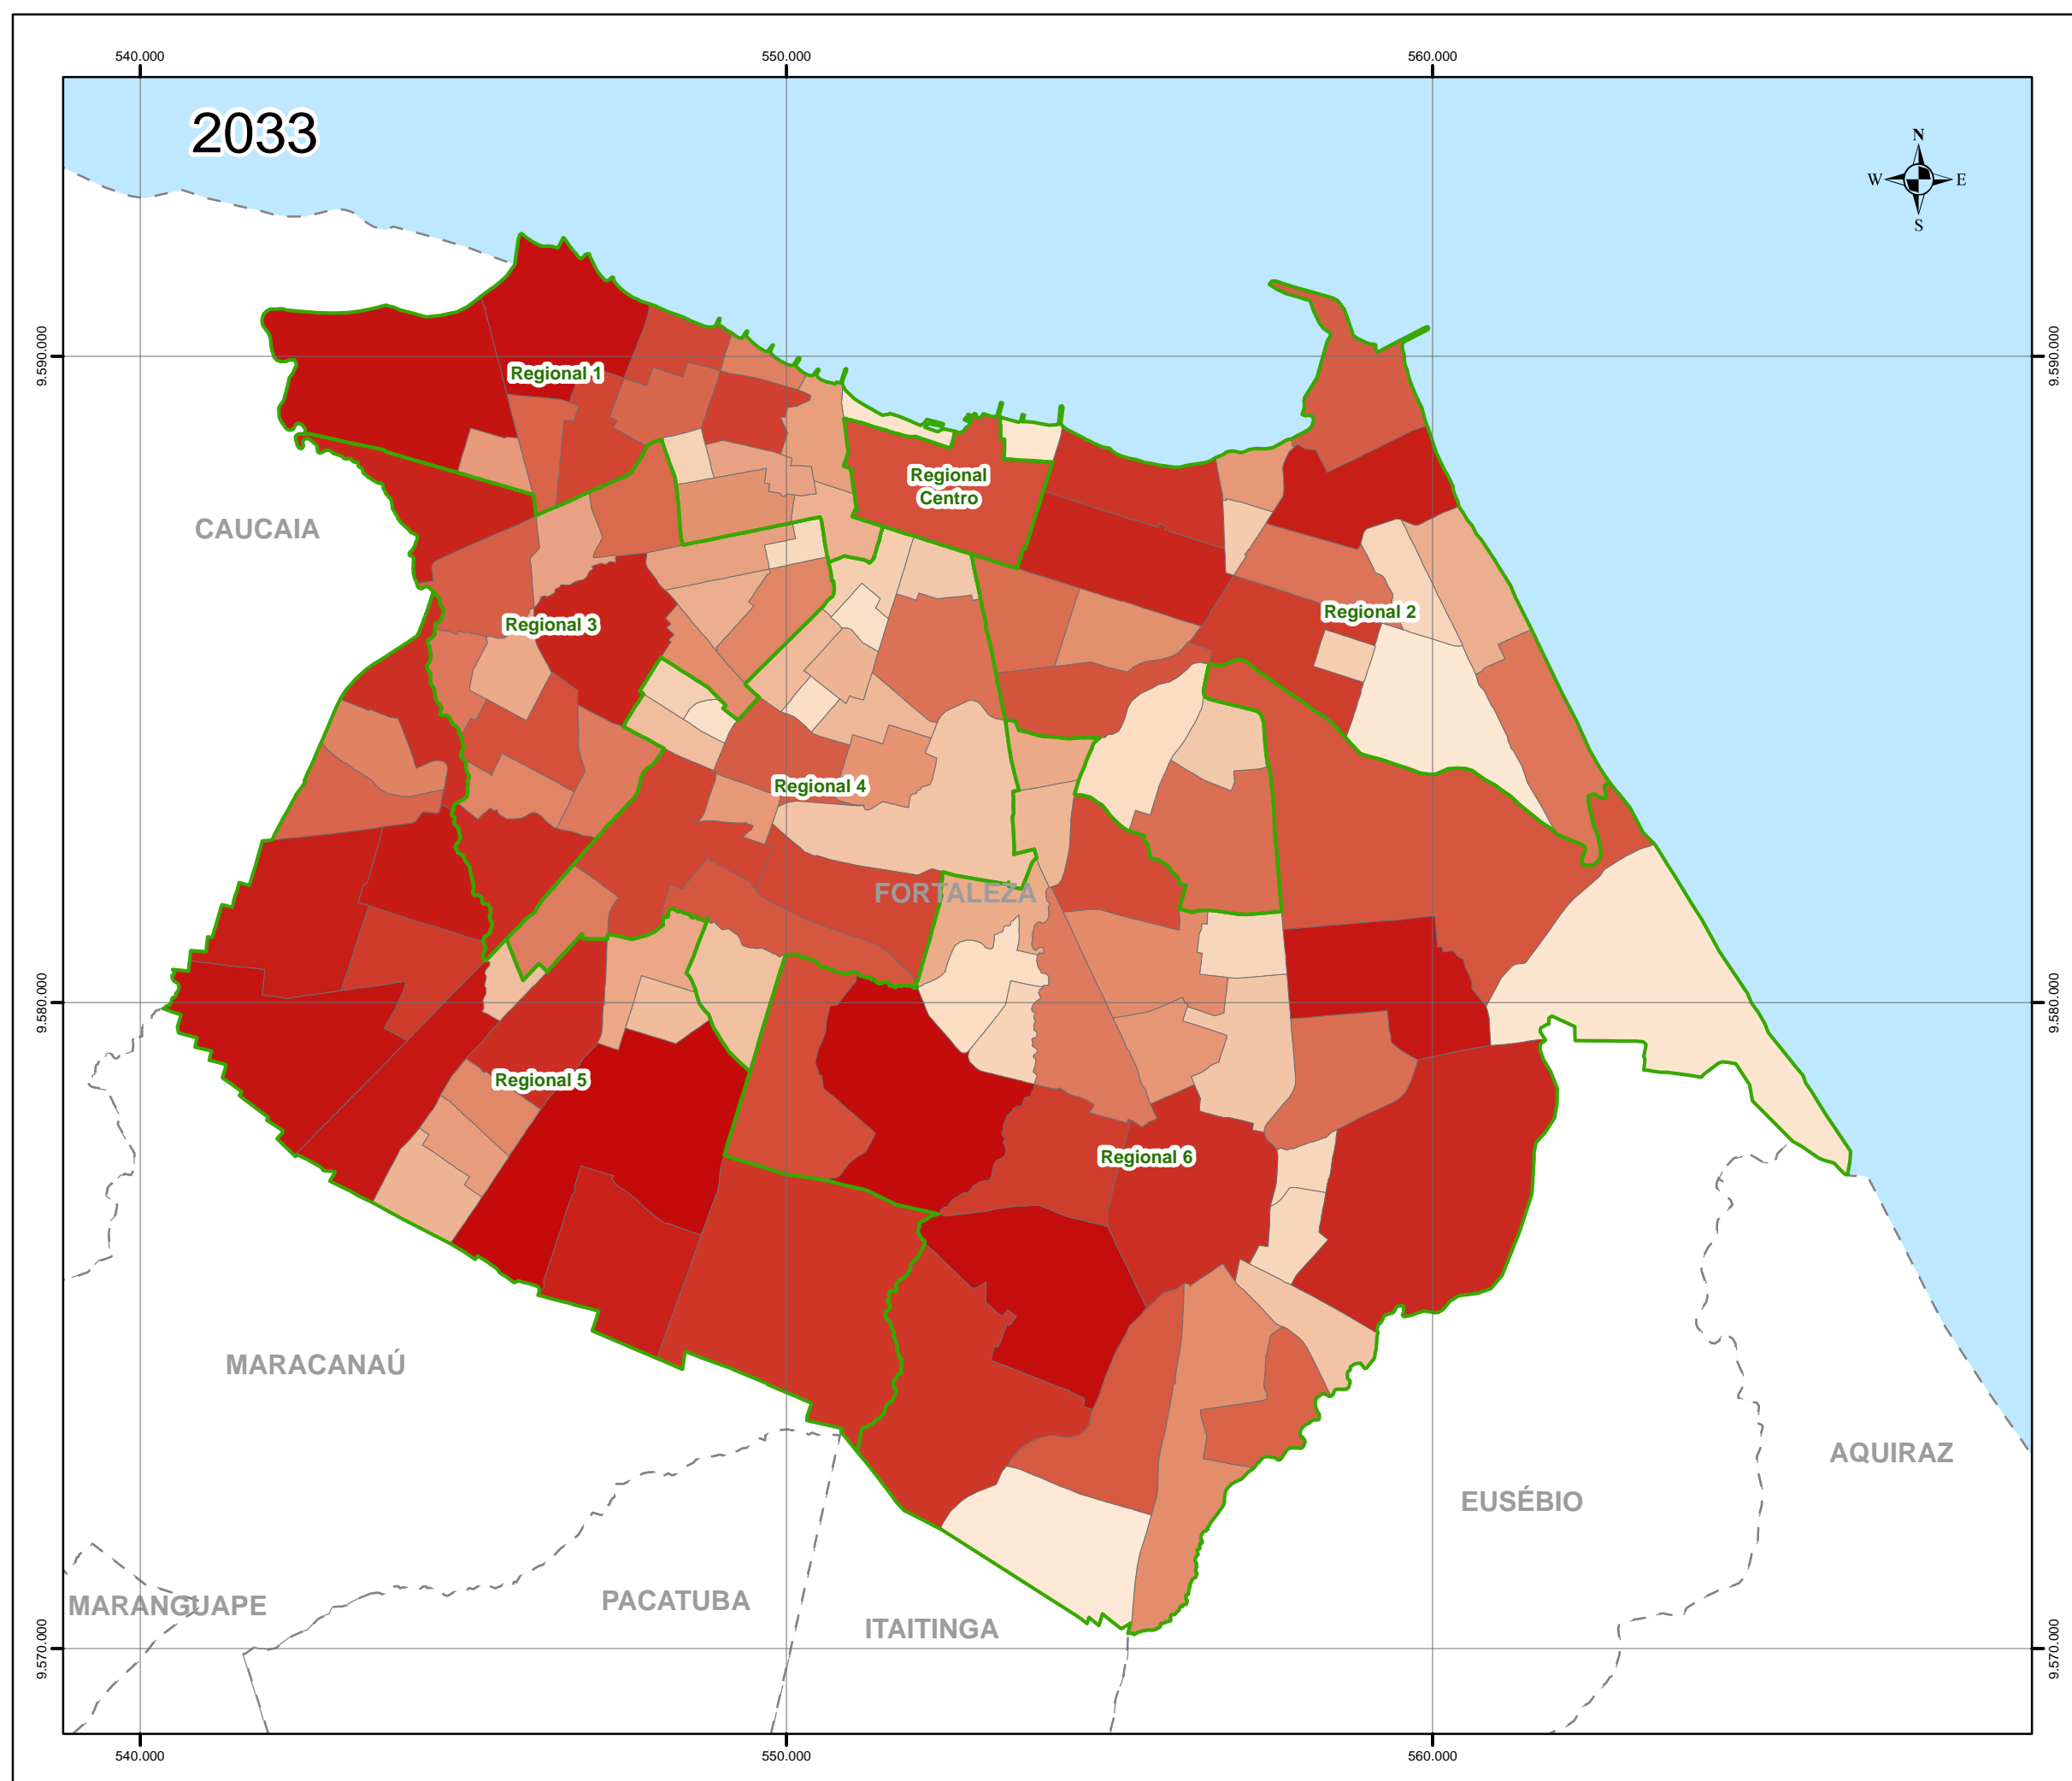 540.000
550.000
560.000
2033
N
W
E
S
9.590.000
9.590.000
Regional 1
Regional
Centro
CAUCAIA
Regional 2
Regional 3
Regional 4
FORTALEZA
9.580.000
9.580.000
Regional 5
Regional 6
MARACANAÚ
AQUIRAZ
EUSÉBIO
PACATUBA
MARANGUAPE
ITAITINGA
9.570.000
9.570.000
540.000
550.000
560.000